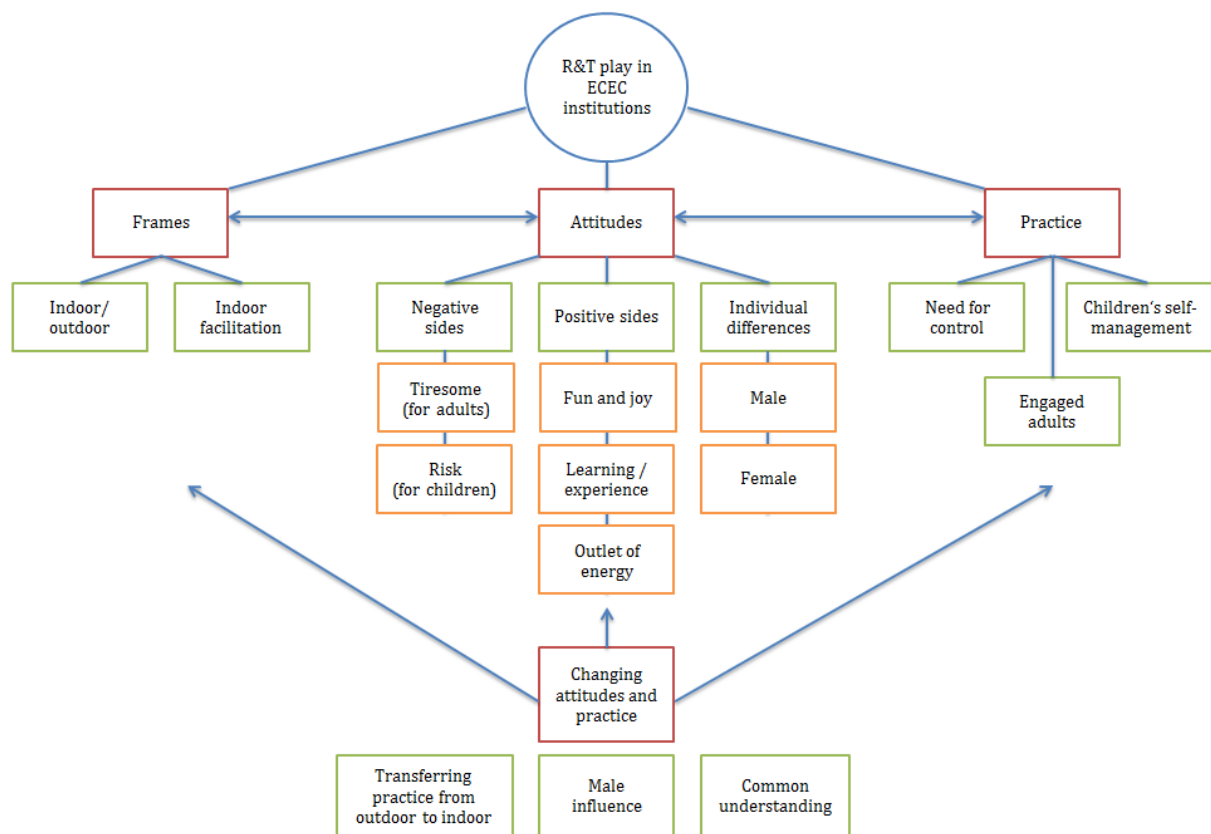 R&T play in
ECEC
institutions
Frames
Attitudes
Practice
Indoor/
outdoor
Indoor
facilitation
Negative
sides
Positive sides
Individual
differences
Need for
control
Children's self-
management
Tiresome
(for adults)
Fun and joy
Male
Engaged
adults
Risk
(for children)
Learning /
experience
Female
Outlet of
energy
Changing
attitudes and
practice
Transferring
practice from
outdoor to indoor
Male
influence
Common
understanding